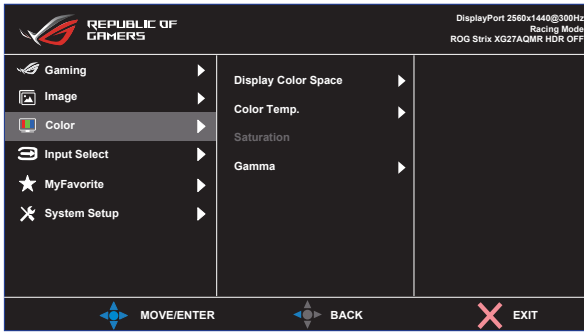 REPUBLIC OF
GAMERS
DisplayPort 2560x1440@300Hz
Racing Mode
ROG Strix XG27AQMR HDR OFF
Gaming
Image
Color
Input Select
MyFavorite
System Setup
Display Color Space
Color Temp.
Saturation
Gamma
MOVE/ENTER
BACK
EXIT